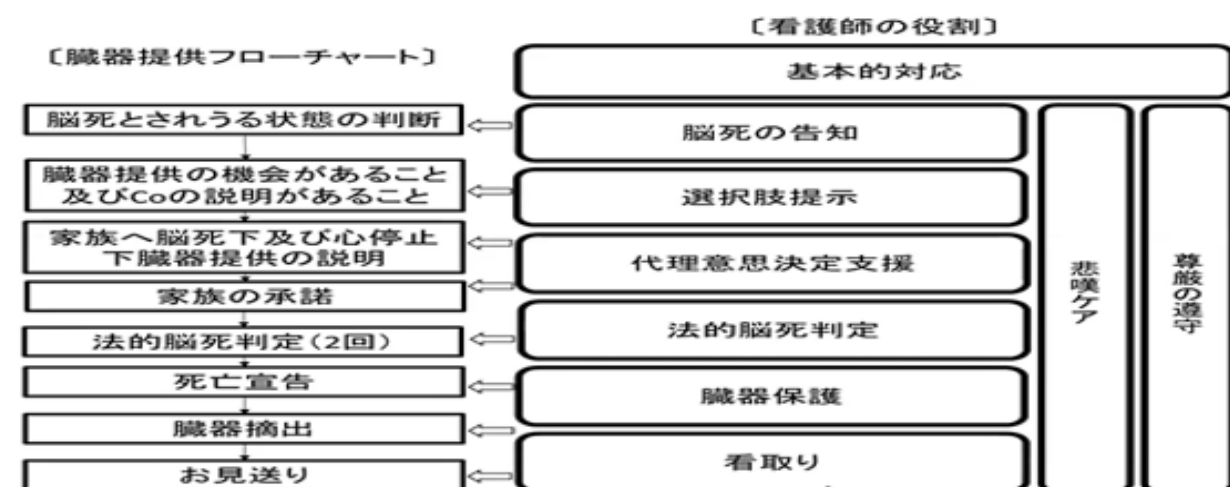 〔臓器提供フローチャート〕
脳死とされうる状態の判断
臓器提供の機会があること
及びCoの説明があること
家族へ脳死下及び心停止
下臓器提供の説明
家族の承諾
法的脳死判定(2回)
死亡宣告
臓器摘出
お見送り
〔看護師の役割〕
基本的対応
脳死の告知
選択肢提示
代理意思決定支援
法的脳死判定
臓器保護
看取り
悲嘆ケア
尊厳の遵守